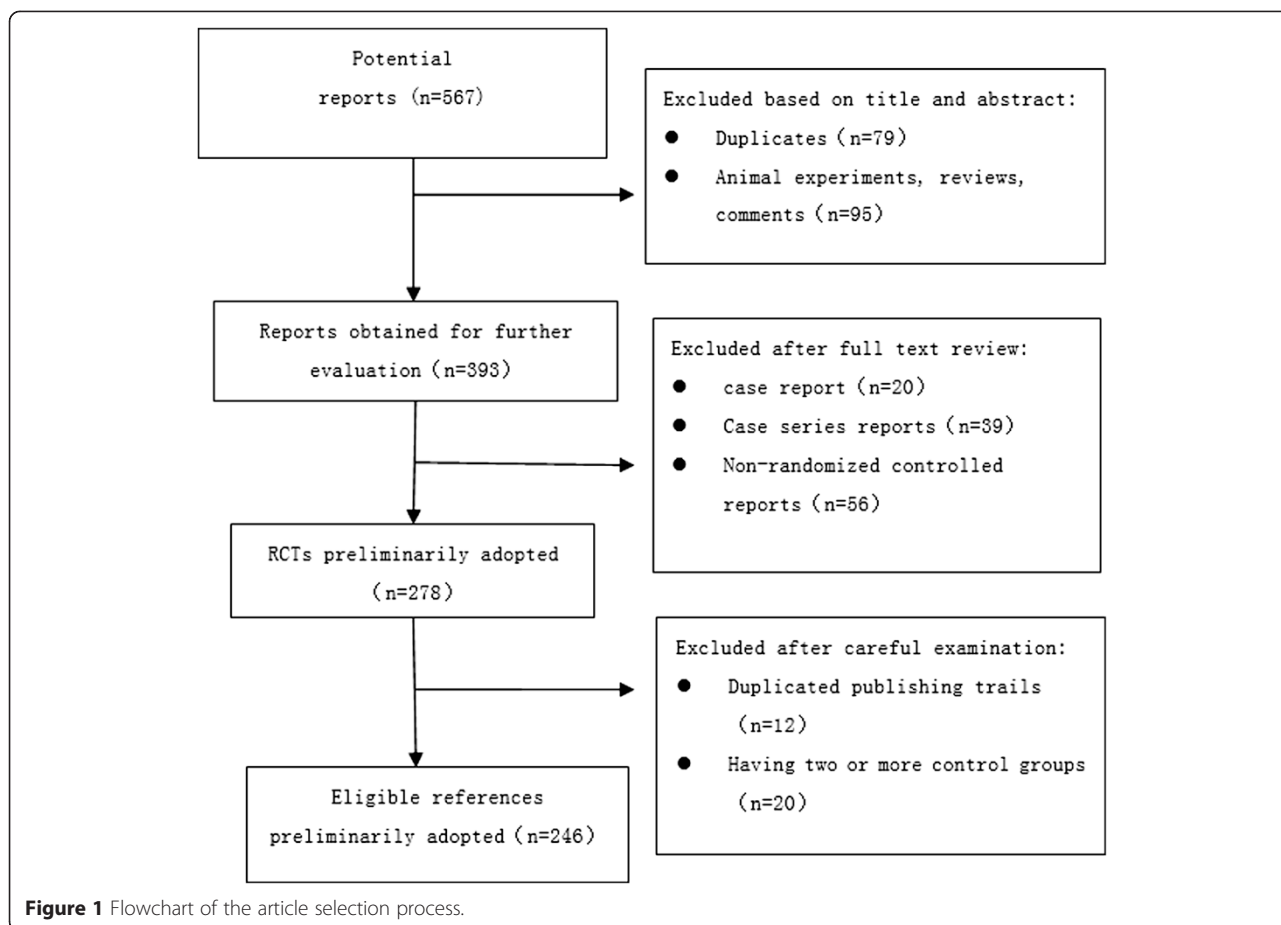 Potential
reports (n=567)
Excluded based on title and abstract:
● Duplicates (n=79)
● Animal experiments, reviews,
comments (n=95)
Reports obtained for further
evaluation (n=393)
Excluded after full text review:
● case report (n=20)
● Case series reports (n=39)
● Non-randomized controlled
reports (n=56)
RCTs preliminarily adopted
(n=278)
Excluded after careful examination:
● Duplicated publishing trails
(n=12)
● Having two or more control groups
(n=20)
Eligible references
preliminarily adopted (n=246)
Figure 1 Flowchart of the article selection process.